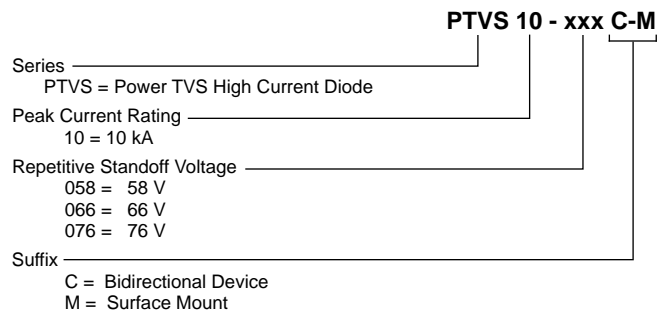 PTVS 10 - xxx C-M
Series
PTVS = Power TVS High Current Diode
Peak Current Rating
10 = 10 kA
Repetitive Standoff Voltage
058 = 58 V
066 = 66 V
076 = 76 V
Suffix
C = Bidirectional Device
M = Surface Mount